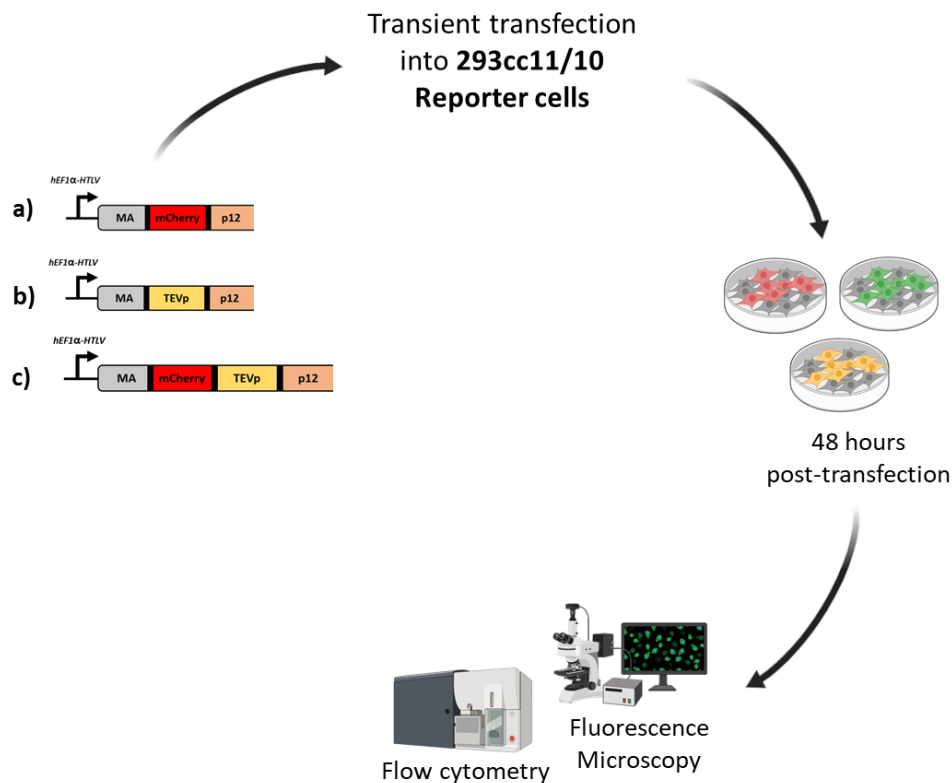 Transient transfection
into 293cc11/10
Reporter cells
hEF1α-HTLV
a)
MA
mCherry
p12
hEF1α-HTLV
b)
MA
TEVp
p12
hEF1α-HTLV
c)
MA
mCherry
TEVp
p12
48 hours
post-transfection
Fluorescence
Microscopy
Flow cytometry